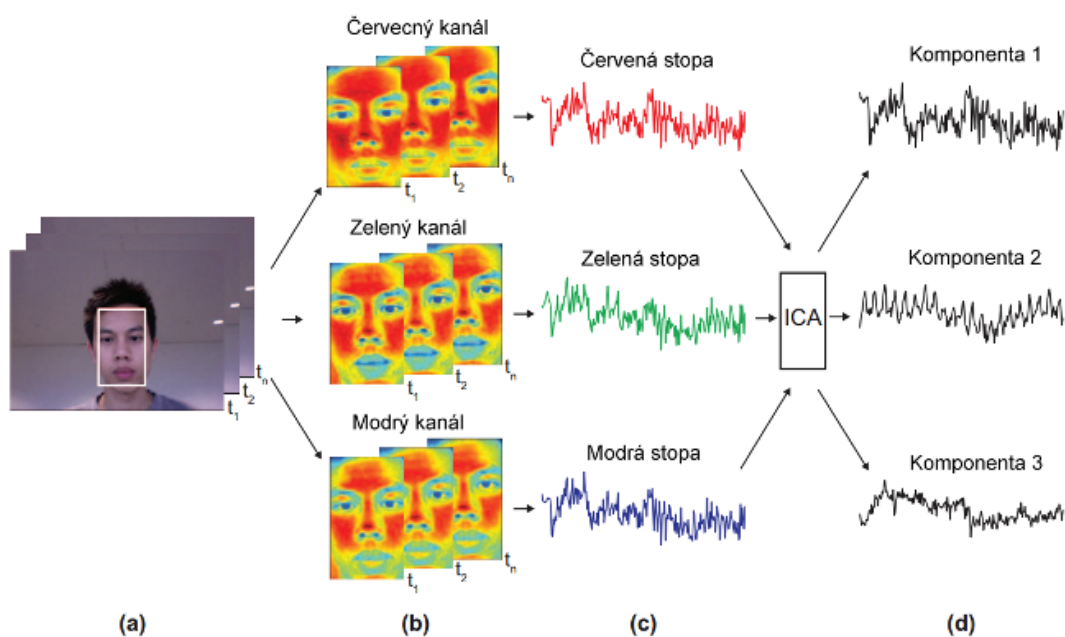 Červecný kanál
t1
t2
tn
Červená stopa
Komponenta 1
Zelený kanál
t1
t2
tn
Zelená stopa
ICA
Komponenta 2
t1
t2
tn
Modrý kanál
t1
t2
tn
Modrá stopa
Komponenta 3
(a)
(b)
(c)
(d)